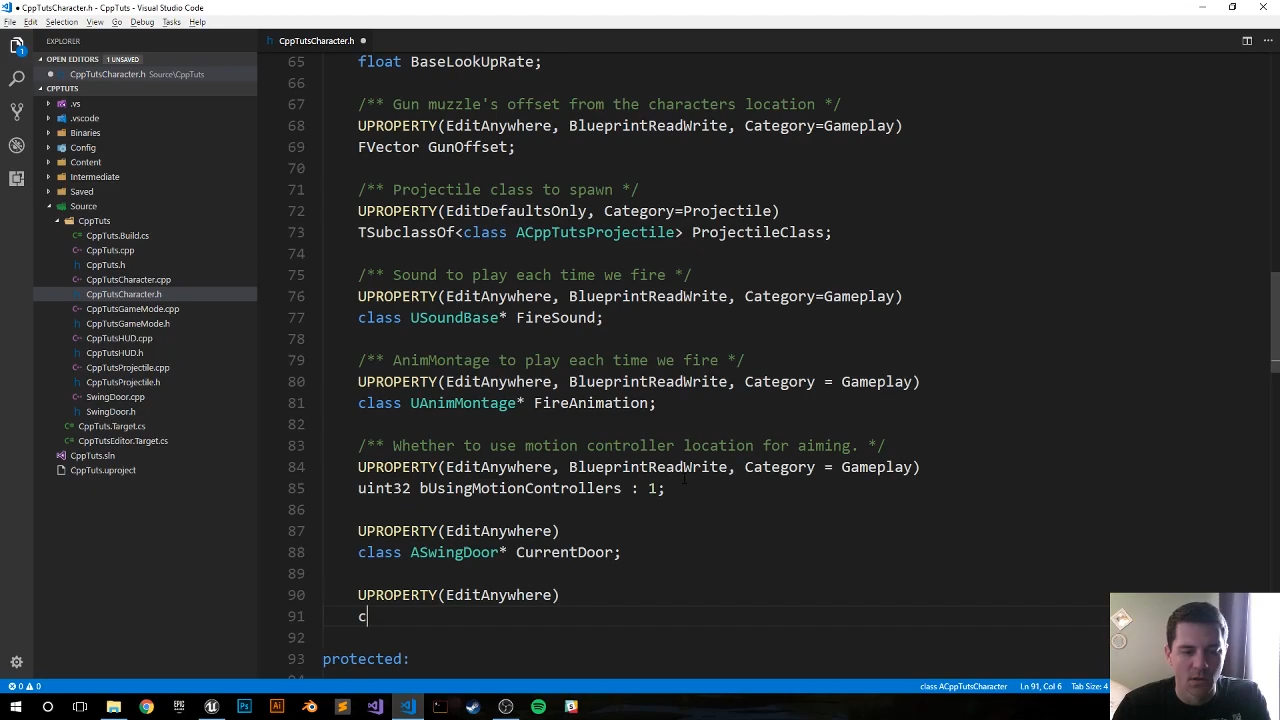 ● CppTutsCharacter.h - CppTuts - Visual Studio Code
File Edit Selection View Go Debug Tasks Help
EXPLORER
CppTutsCharacter.h ●
OPEN EDITORS 1 UNSAVED
CppTutsCharacter.h Source\CppTuts
CPPTUTS
.vs
.vscode
Binaries
Config
Content
Intermediate
Saved
Source
CppTuts
CppTuts.Build.cs
CppTuts.cpp
CppTuts.h
CppTutsCharacter.cpp
CppTutsCharacter.h
CppTutsGameMode.cpp
CppTutsGameMode.h
CppTutsHUD.cpp
CppTutsHUD.h
CppTutsProjectile.cpp
CppTutsProjectile.h
SwingDoor.cpp
SwingDoor.h
CppTuts.Target.cs
CppTutsEditor.Target.cs
CppTuts.sln
CppTuts.uproject
65 float BaseLookUpRate;
66
67 /** Gun muzzle's offset from the characters location */
68 UPROPERTY(EditAnywhere, BlueprintReadWrite, Category=Gameplay)
69 FVector GunOffset;
70
71 /** Projectile class to spawn */
72 UPROPERTY(EditDefaultsOnly, Category=Projectile)
73 TSubclassOf<class ACppTutsProjectile> ProjectileClass;
74
75 /** Sound to play each time we fire */
76 UPROPERTY(EditAnywhere, BlueprintReadWrite, Category=Gameplay)
77 class USoundBase* FireSound;
78
79 /** AnimMontage to play each time we fire */
80 UPROPERTY(EditAnywhere, BlueprintReadWrite, Category = Gameplay)
81 class UAnimMontage* FireAnimation;
82
83 /** Whether to use motion controller location for aiming. */
84 UPROPERTY(EditAnywhere, BlueprintReadWrite, Category = Gameplay)
85 uint32 bUsingMotionControllers : 1;
86
87 UPROPERTY(EditAnywhere)
88 class ASwingDoor* CurrentDoor;
89
90 UPROPERTY(EditAnywhere)
91 c
92
93 protected:
0 0 class ACppTutsCharacter Ln 91, Col 6 Tab Size: 4